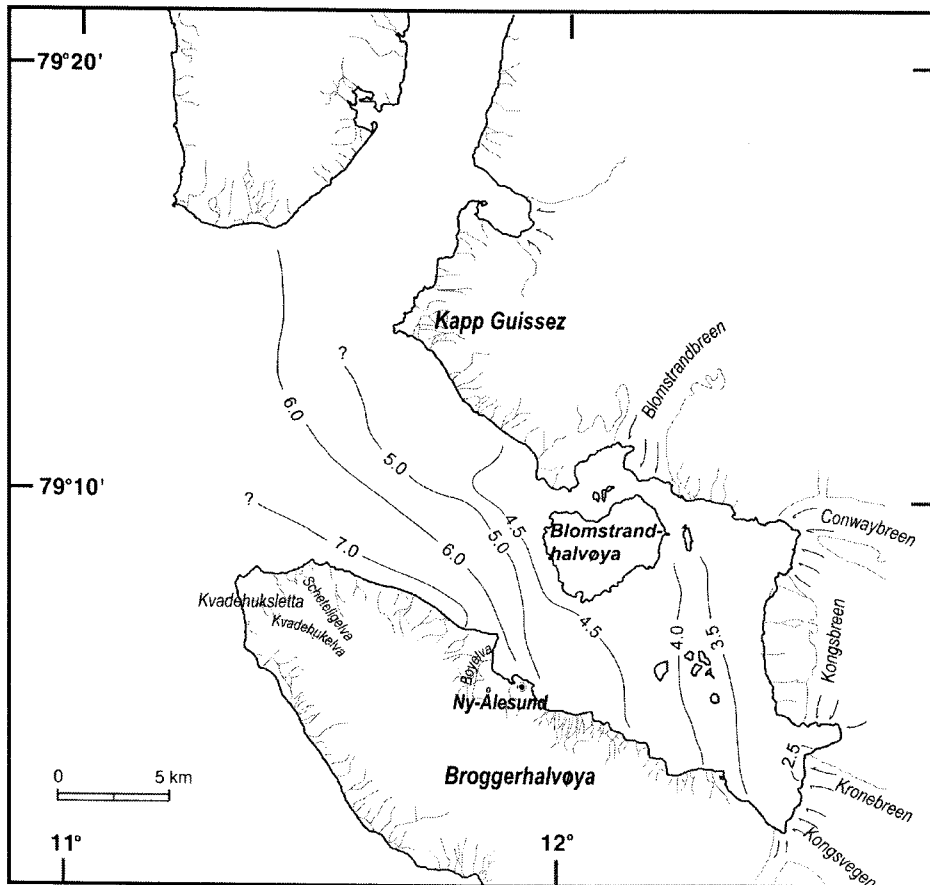 79°20'
Kapp Guissez
?
6.0
Blomstrandbreen
5.0
79°10'
?
4.5
Conwaybreen
7.0
6.0
5.0
Blomstrand-
halvøya
Kvadehuksletta
Scheteligelva
Kvadehukelva
4.5
4.0
3.5
Kongsbreen
Bayelva
Ny-Ålesund
2.5
0 5 km
Broggerhalvøya
Kronebreen
11°
12°
Kongsvegen